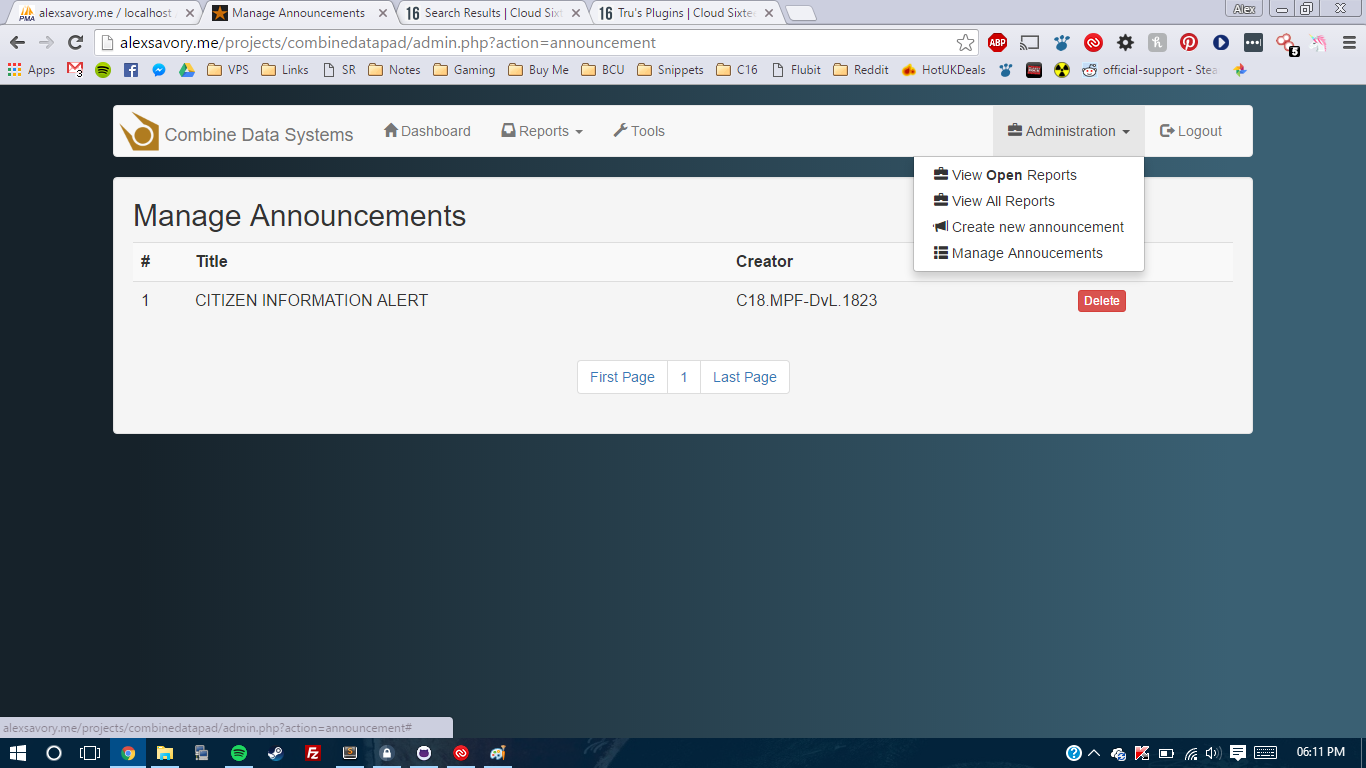 alexsavory.me / localhost
Manage Announcements
16 Search Results | Cloud Sixt
16 Tru's Plugins | Cloud Sixtee
Alex
alexsavory.me/projects/combinedatapad/admin.php?action=announcement
ABP
5
Apps
3
VPS
Links
SR
Notes
Gaming
Buy Me
BCU
Snippets
C16
Flubit
Reddit
HotUKDeals
official-support - Stea
Combine Data Systems
Dashboard
Reports
Tools
Administration
Logout
View Open Reports
View All Reports
Create new announcement
Manage Annoucements
Manage Announcements
# Title Creator
1 CITIZEN INFORMATION ALERT C18.MPF-DvL.1823 Delete
First Page 1 Last Page
alexsavory.me/projects/combinedatapad/admin.php?action=announcement#
06:11 PM